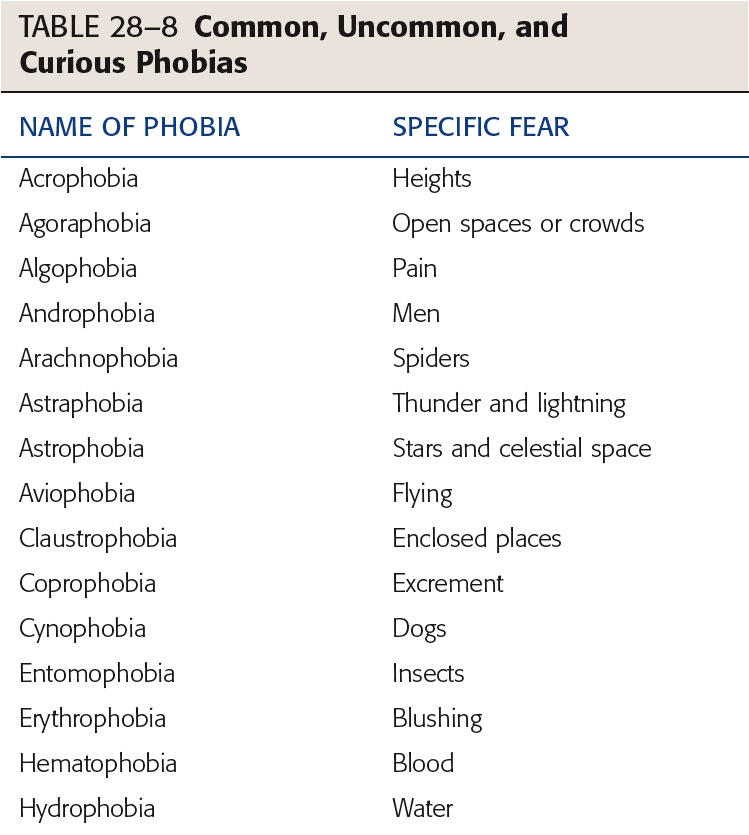 TABLE 28–8 Common, Uncommon, and
Curious Phobias
NAME OF PHOBIA SPECIFIC FEAR
Acrophobia Heights
Agoraphobia Open spaces or crowds
Algophobia Pain
Androphobia Men
Arachnophobia Spiders
Astraphobia Thunder and lightning
Astrophobia Stars and celestial space
Aviophobia Flying
Claustrophobia Enclosed places
Coprophobia Excrement
Cynophobia Dogs
Entomophobia Insects
Erythrophobia Blushing
Hematophobia Blood
Hydrophobia Water